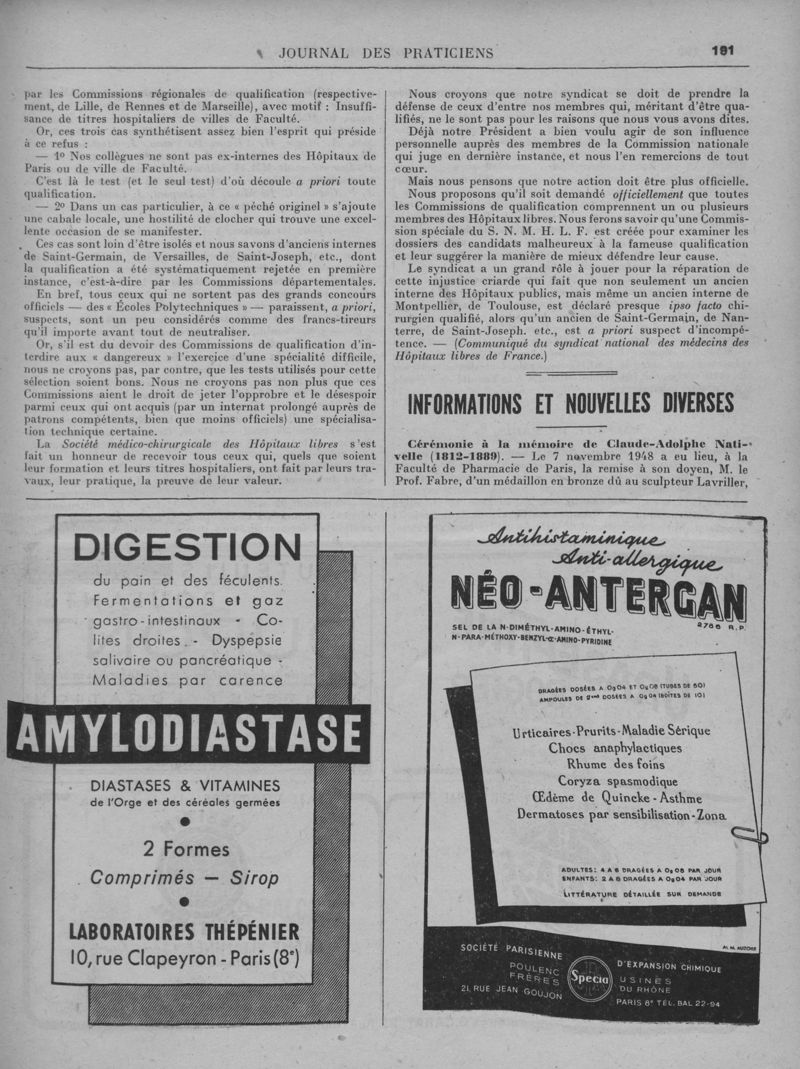 JOURNAL DES PRATICIENS
191
par les Commissions régionales de qualification (respective-
ment, de Lille, de Rennes et de Marseille), avec motif : Insuffi-
sance de titres hospitaliers de villes de Faculté.
Or, ces trois cas synthétisent assez bien l'esprit qui préside
à ce refus :
— 1º Nos collègues ne sont pas ex-internes des Hôpitaux de
Paris ou de ville de Faculté.
C'est là le test (et le seul test) d'où découle a priori toute
qualification.
— 2º Dans un cas particulier, à ce « péché originel » s'ajoute
une cabale locale, une hostilité de clocher qui trouve une excel-
lente occasion de se manifester.
Ces cas sont loin d'être isolés et nous savons d'anciens internes
de Saint-Germain, de Versailles, de Saint-Joseph, etc., dont
la qualification a été systématiquement rejetée en première
instance, c'est-à-dire par les Commissions départementales.
En bref, tous ceux qui ne sortent pas des grands concours
officiels — des « Ecoles Polytechniques » — paraissent, a priori,
suspects, sont un peu considérés comme des francs-tireurs
qu'il importe avant tout de neutraliser.
Or, s'il est du devoir des Commissions de qualification d'in-
terdire aux « dangereux » l'exercice d'une spécialité difficile,
nous ne croyons pas, par contre, que les tests utilisés pour cette
sélection soient bons. Nous ne croyons pas non plus que ces
Commissions aient le droit de jeter l'opprobre et le désespoir
parmi ceux qui ont acquis (par un internat prolongé auprès de
patrons compétents, bien que moins officiels) une spécialisa-
tion technique certaine.
La Société médico-chirurgicale des Hôpitaux libres s'est
fait un honneur de recevoir tous ceux qui, quels que soient
leur formation et leurs titres hospitaliers, ont fait par leurs tra-
vaux, leur pratique, la preuve de leur valeur.
Nous croyons que notre syndicat se doit de prendre la
défense de ceux d'entre nos membres qui, méritant d'être qua-
lifiés, ne le sont pas pour les raisons que nous vous avons dites.
Déjà notre Président a bien voulu agir de son influence
personnelle auprès des membres de la Commission nationale
qui juge en dernière instance, et nous l'en remercions de tout
cœur.
Mais nous pensons que notre action doit être plus officielle.
Nous proposons qu'il soit demandé officiellement que toutes
les Commissions de qualification comprennent un ou plusieurs
membres des Hôpitaux libres. Nous ferons savoir qu'une Commis-
sion spéciale du S. N. M. H. L. F. est créée pour examiner les
dossiers des candidats malheureux à la fameuse qualification
et leur suggérer la manière de mieux défendre leur cause.
Le syndicat a un grand rôle à jouer pour la réparation de
cette injustice criarde qui fait que non seulement un ancien
interne des Hôpitaux publics, mais même un ancien interne de
Montpellier, de Toulouse, est déclaré presque ipso facto chi-
rurgien qualifié, alors qu'un ancien de Saint-Germain, de Nan-
terre, de Saint-Joseph. etc., est a priori suspect d'incompé-
tence. — (Communiqué du syndicat national des médecins des
Hôpitaux libres de France.)
INFORMATIONS ET NOUVELLES DIVERSES
Cérémonie à la mémoire de Claude-Adolphe Nati-
velle (1812-1889). — Le 7 novembre 1948 a eu lieu, à la
Faculté de Pharmacie de Paris, la remise à son doyen, M. le
Prof. Fabre, d'un médaillon en bronze dû au sculpteur Lavriller,
DIGESTION
du pain et des féculents.
Fermentations et gaz
gastro-intestinaux - Co-
lites droites. - Dyspepsie
salivaire ou pancréatique -
Maladies par carence
AMYLODIASTASE
DIASTASES & VITAMINES
de l'Orge et des céréales germées
2 Formes
Comprimés — Sirop
LABORATOIRES THÉPÉNIER
10, rue Clapeyron - Paris (8e)
Antihistaminique
Anti-allergique
NÉO-ANTERGAN
2786 R.P.
SEL DE LA N-DIMÉTHYL-AMINO-ÉTHYL-
N-PARA-MÉTHOXY-BENZYL-α-AMINO-PYRIDINE
DRAGÉES DOSÉES A 0g04 ET 0g08 (TUBES DE 50)
AMPOULES DE 2cm3 DOSÉES A 0g04 (BOÎTES DE 10)
Urticaires-Prurits-Maladie Sérique
Chocs anaphylactiques
Rhume des foins
Coryza spasmodique
Œdème de Quincke - Asthme
Dermatoses par sensibilisation-Zona
ADULTES: 4 A 6 DRAGÉES A 0g08 PAR JOUR
ENFANTS: 2 A 8 DRAGÉES A 0g04 PAR JOUR
LITTÉRATURE DÉTAILLÉE SUR DEMANDE
SOCIÉTÉ PARISIENNE
D'EXPANSION CHIMIQUE
POULENC
FRÈRES
Specia
USINES
DU RHÔNE
21, RUE JEAN GOUJON
PARIS 8e TÉL. BAL 22-94